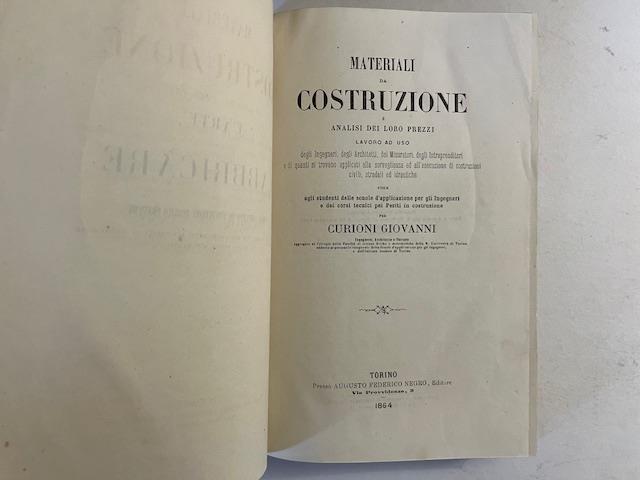 MATERIALI
DA
COSTRUZIONE
E
ANALISI DEI LORO PREZZI
LAVORO AD USO
degli Ingegneri, degli Architetti, dei Misuratori, degli Intraprenditori
e di quanti si trovano applicati alla sorveglianza ed all'esecuzione di costruzioni
civili, stradali ed idrauliche
agli studenti delle scuole d'applicazione per gli Ingegneri
e dei corsi tecnici pei Periti in costruzione
PER
CURIONI GIOVANNI
Ingegnere, Architetto e Dottore
TORINO
Presso AUGUSTO FEDERICO NEGRO, Editore
Via Provvidenza, 3
1864